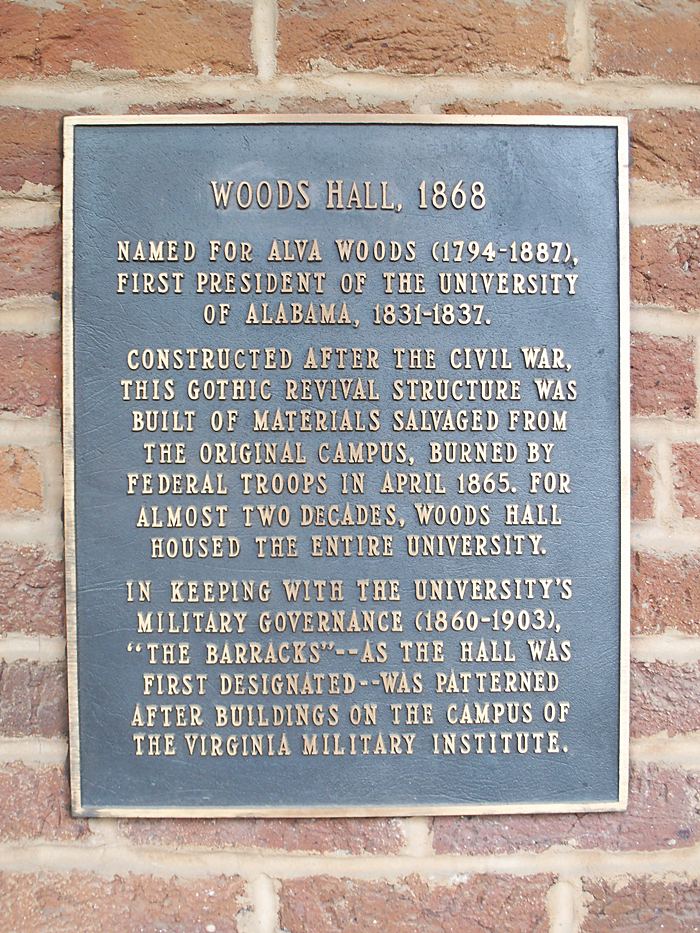 WOODS HALL, 1868
NAMED FOR ALVA WOODS (1794-1887),
FIRST PRESIDENT OF THE UNIVERSITY
OF ALABAMA, 1831-1837.
CONSTRUCTED AFTER THE CIVIL WAR,
THIS GOTHIC REVIVAL STRUCTURE WAS
BUILT OF MATERIALS SALVAGED FROM
THE ORIGINAL CAMPUS, BURNED BY
FEDERAL TROOPS IN APRIL 1865. FOR
ALMOST TWO DECADES, WOODS HALL
HOUSED THE ENTIRE UNIVERSITY.
IN KEEPING WITH THE UNIVERSITY'S
MILITARY GOVERNANCE (1860-1903),
"THE BARRACKS"--AS THE HALL WAS
FIRST DESIGNATED--WAS PATTERNED
AFTER BUILDINGS ON THE CAMPUS OF
THE VIRGINIA MILITARY INSTITUTE.